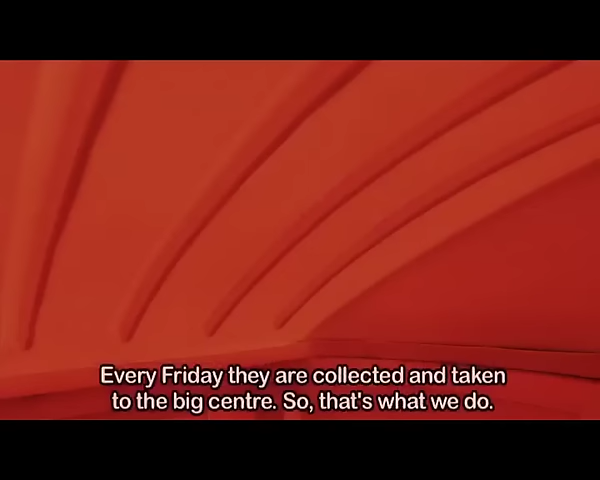 Every Friday they are collected and taken
to the big centre. So, that's what we do.